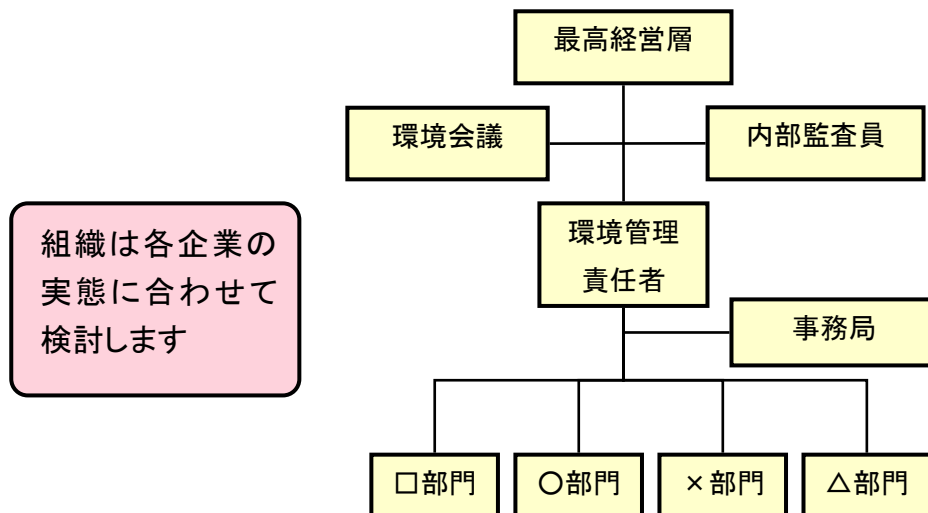 最高経営層
環境会議
内部監査員
組織は各企業の
実態に合わせて
検討します
環境管理
責任者
事務局
□部門
○部門
×部門
△部門